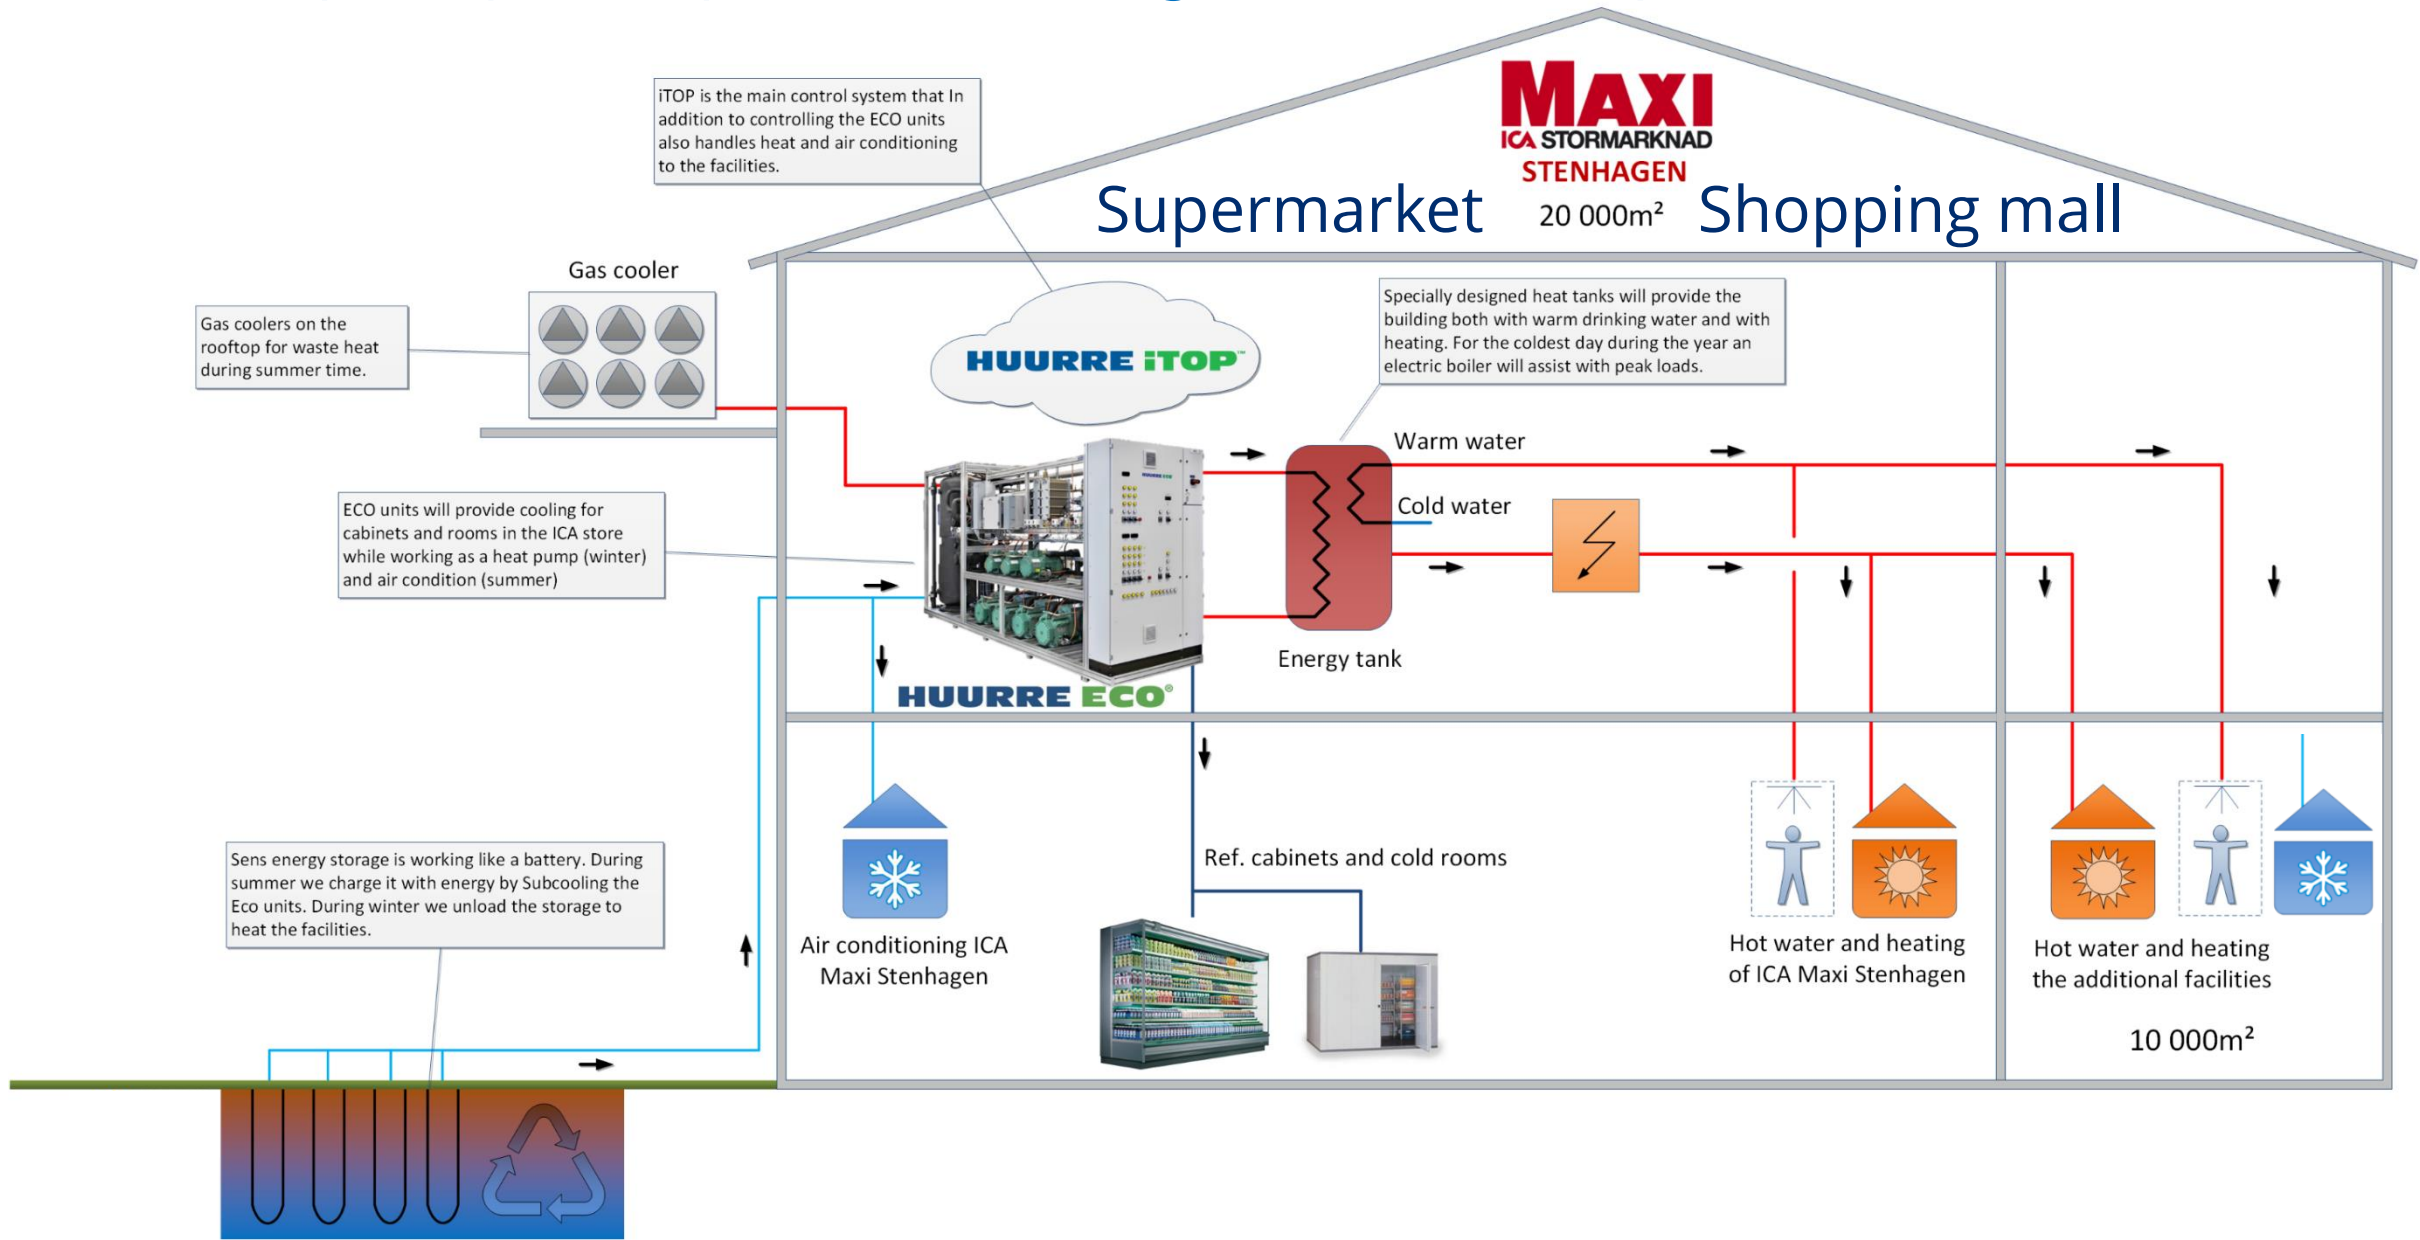 MAXI
ICA STORMARKNAD
STENHAGEN
Supermarket
20 000m²
Shopping mall
iTOP is the main control system that In
addition to controlling the ECO units
also handles heat and air conditioning
to the facilities.
Gas cooler
Gas coolers on the
rooftop for waste heat
during summer time.
HUURRE iTOP™
Specially designed heat tanks will provide the
building both with warm drinking water and with
heating. For the coldest day during the year an
electric boiler will assist with peak loads.
Warm water
Cold water
ECO units will provide cooling for
cabinets and rooms in the ICA store
while working as a heat pump (winter)
and air condition (summer)
HUURRE ECO
Energy tank
HUURRE ECO®
Sens energy storage is working like a battery. During
summer we charge it with energy by Subcooling the
Eco units. During winter we unload the storage to
heat the facilities.
Air conditioning ICA
Maxi Stenhagen
Ref. cabinets and cold rooms
Hot water and heating
of ICA Maxi Stenhagen
Hot water and heating
the additional facilities
10 000m²